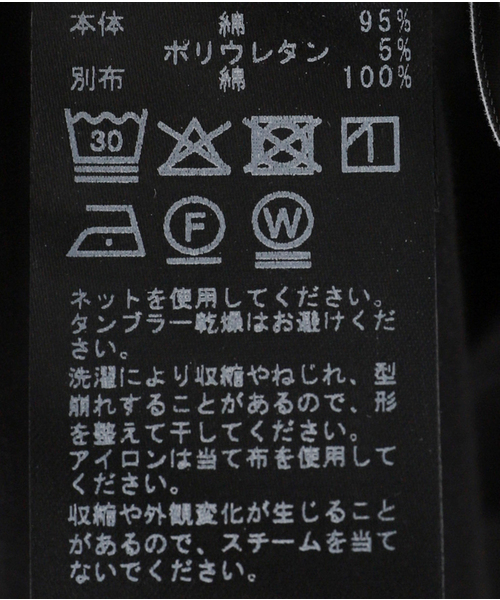 本体 綿 95%
ポリウレタン 5%
別布 綿 100%
30
F W
ネットを使用してください。
タンブラー乾燥はお避けくだ
さい。
洗濯により収縮やねじれ、型
崩れすることがあるので、形
を整えて干してください。
アイロンは当て布を使用して
ください。
収縮や外観変化が生じること
があるので、スチームを当て
ないでください。